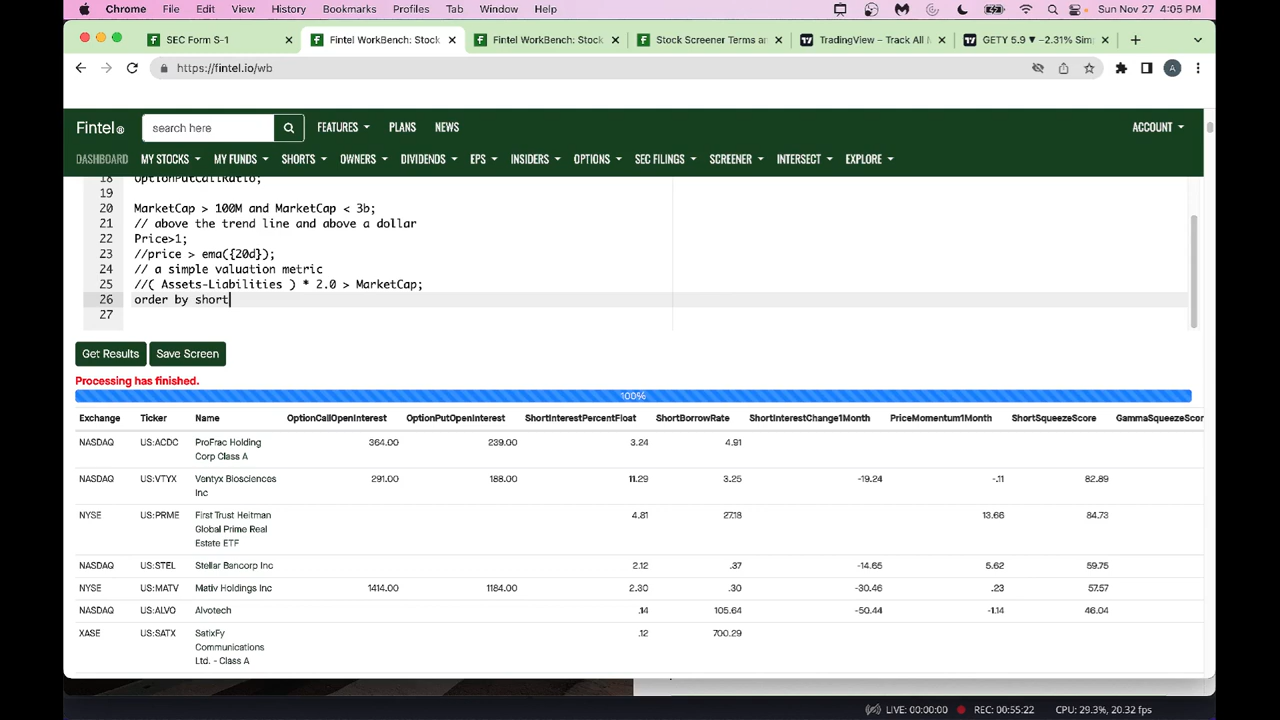 Chrome File Edit View History Bookmarks Profiles Tab Window Help Sun Nov 27 4:05 PM
SEC Form S-1 Fintel WorkBench: Stock Fintel WorkBench: Stock Stock Screener Terms an TradingView – Track All M GETY 5.9 ▼ −2.31% Sim
https://fintel.io/wb A
Fintel® search here FEATURES PLANS NEWS ACCOUNT
DASHBOARD MY STOCKS MY FUNDS SHORTS OWNERS DIVIDENDS EPS INSIDERS OPTIONS SEC FILINGS SCREENER INTERSECT EXPLORE
18 OptionPutCallRatio;
19
20 MarketCap > 100M and MarketCap < 3b;
21 // above the trend line and above a dollar
22 Price>1;
23 //price > ema({20d});
24 // a simple valuation metric
25 //( Assets-Liabilities ) * 2.0 > MarketCap;
26 order by short
27
Get Results Save Screen
Processing has finished.
100%
Exchange Ticker Name OptionCallOpenInterest OptionPutOpenInterest ShortInterestPercentFloat ShortBorrowRate ShortInterestChange1Month PriceMomentum1Month ShortSqueezeScore GammaSqueezeScor
NASDAQ US:ACDC ProFrac Holding 364.00 239.00 3.24 4.91
Corp Class A
NASDAQ US:VTYX Ventyx Biosciences 291.00 188.00 11.29 3.25 -19.24 -.11 82.89
Inc
NYSE US:PRME First Trust Heitman 4.81 27.18 13.66 84.73
Global Prime Real
Estate ETF
NASDAQ US:STEL Stellar Bancorp Inc 2.12 .37 -14.65 5.62 59.75
NYSE US:MATV Mativ Holdings Inc 1414.00 1184.00 2.30 .30 -30.46 .23 57.57
NASDAQ US:ALVO Alvotech .14 105.64 -50.44 -1.14 46.04
XASE US:SATX SatixFy .12 700.29
Communications
Ltd. - Class A
LIVE: 00:00:00 REC: 00:55:22 CPU: 29.3%, 20.32 fps